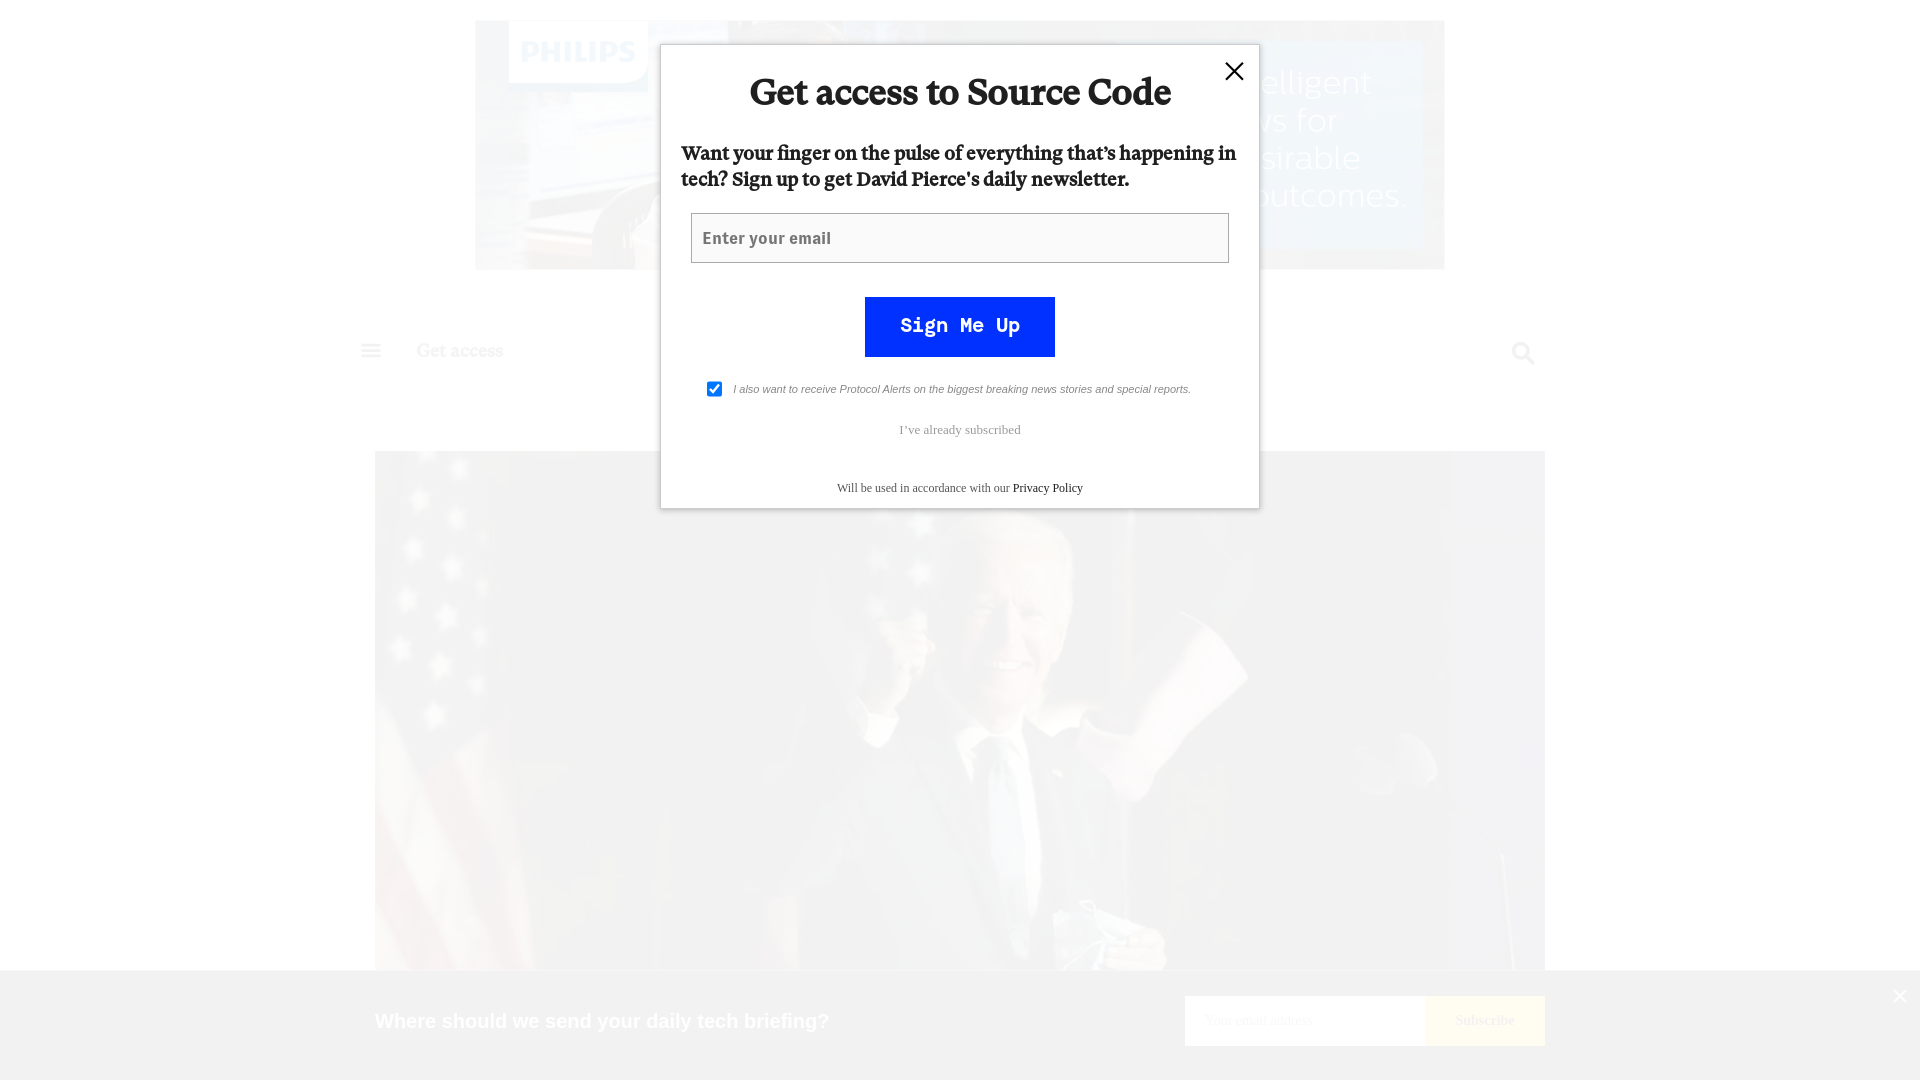 PHILIPS
Get access to Source Code
Want your finger on the pulse of everything that’s happening in
tech? Sign up to get David Pierce's daily newsletter.
Enter your email
Sign Me Up
I also want to receive Protocol Alerts on the biggest breaking news stories and special reports.
I’ve already subscribed
Will be used in accordance with our Privacy Policy
for
outcomes.
Get access
Where should we send your daily tech briefing?
Your email address
Subscribe